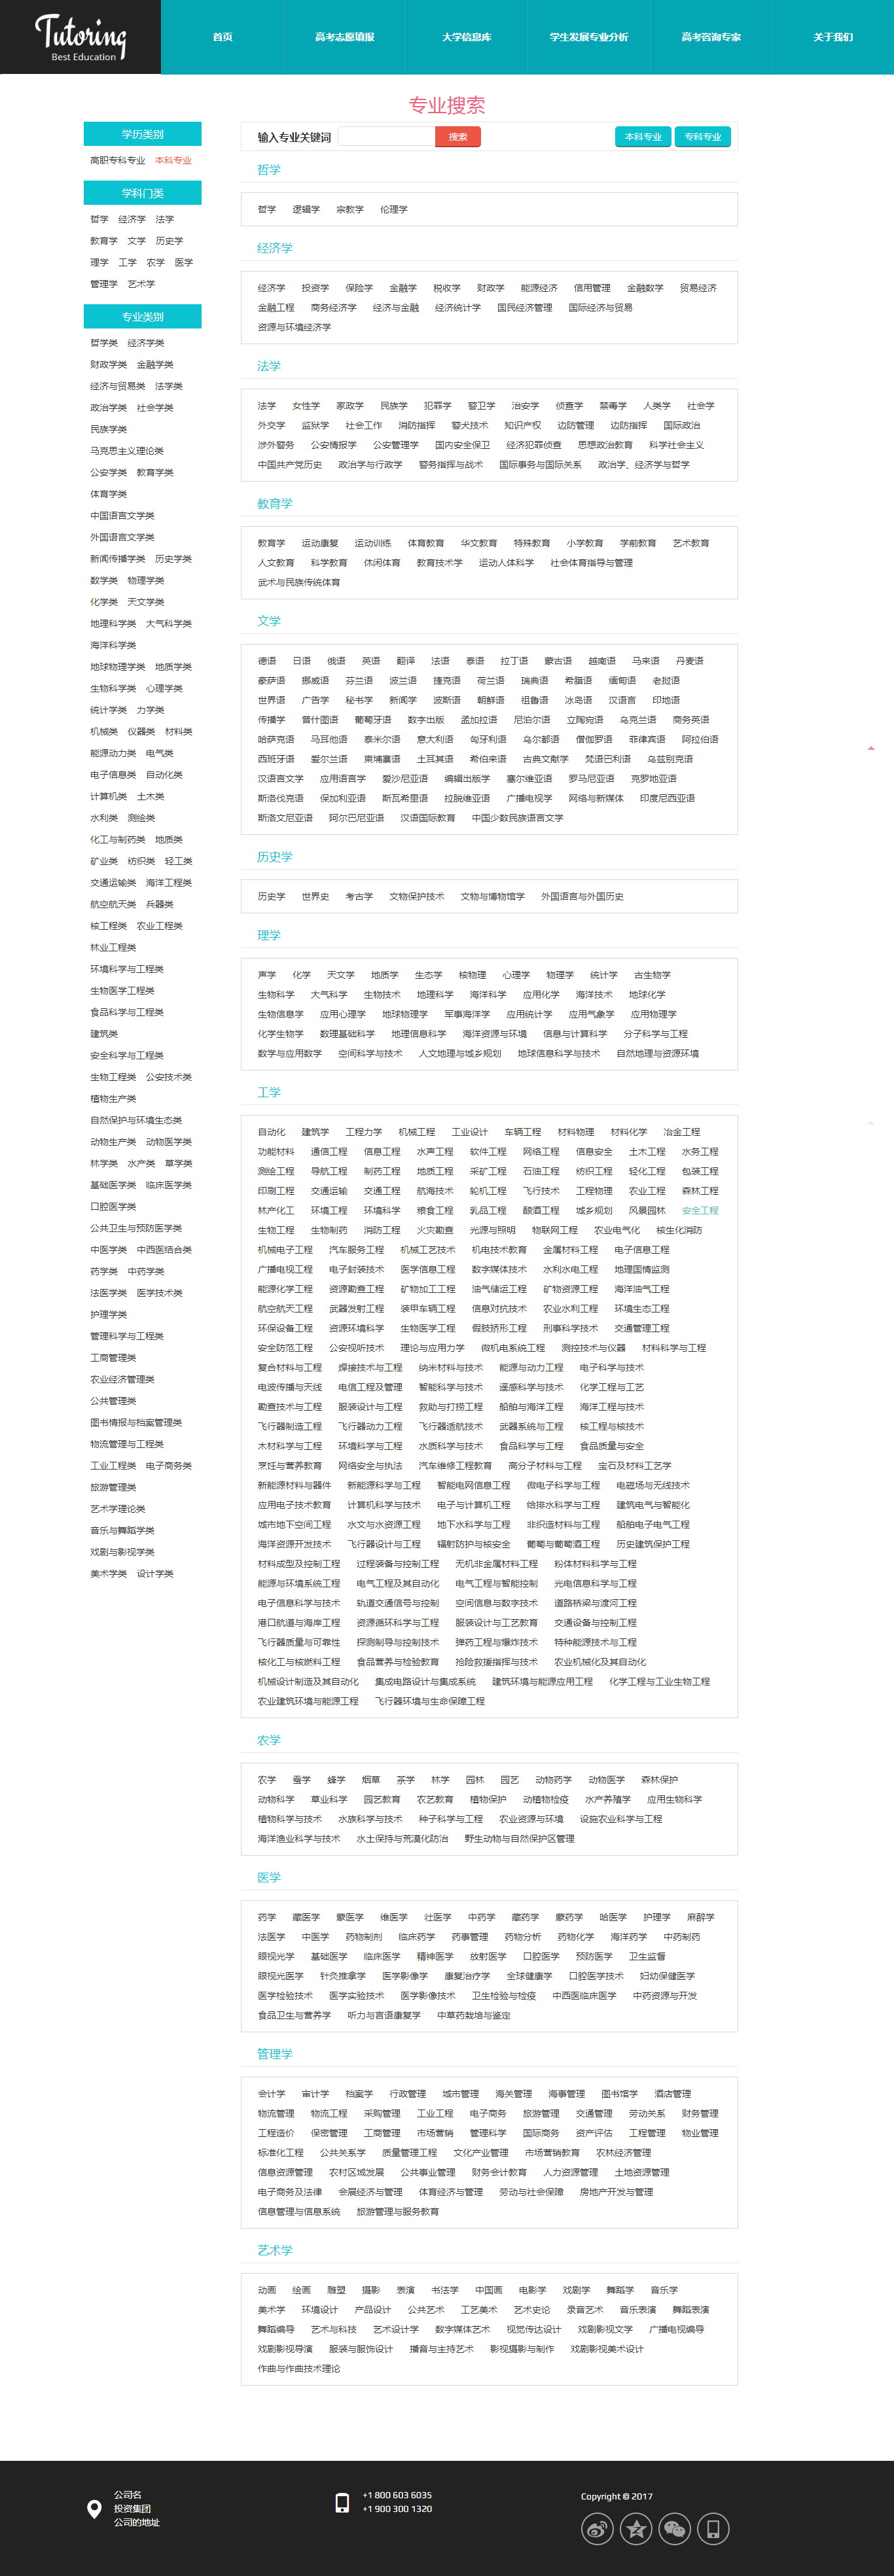 Tutoring
Best Education
首页 高考志愿填报 大学信息库 学生发展专业分析 高考咨询专家 关于我们
专业搜索
学历类别
高职专科专业 本科专业
学科门类
哲学 经济学 法学
教育学 文学 历史学
理学 工学 农学 医学
管理学 艺术学
专业类别
哲学类 经济学类
财政学类 金融学类
经济与贸易类 法学类
政治学类 社会学类
民族学类
马克思主义理论类
公安学类 教育学类
体育学类
中国语言文学类
外国语言文学类
新闻传播学类 历史学类
数学类 物理学类
化学类 天文学类
地理科学类 大气科学类
海洋科学类
地球物理学类 地质学类
生物科学类 心理学类
统计学类 力学类
机械类 仪器类 材料类
能源动力类 电气类
电子信息类 自动化类
计算机类 土木类
水利类 测绘类
化工与制药类 地质类
矿业类 纺织类 轻工类
交通运输类 海洋工程类
航空航天类 兵器类
核工程类 农业工程类
林业工程类
环境科学与工程类
生物医学工程类
食品科学与工程类
建筑类
安全科学与工程类
生物工程类 公安技术类
植物生产类
自然保护与环境生态类
动物生产类 动物医学类
林学类 水产类 草学类
基础医学类 临床医学类
口腔医学类
公共卫生与预防医学类
中医学类 中西医结合类
药学类 中药学类
法医学类 医学技术类
护理学类
管理科学与工程类
工商管理类
农业经济管理类
公共管理类
图书情报与档案管理类
物流管理与工程类
工业工程类 电子商务类
旅游管理类
艺术学理论类
音乐与舞蹈学类
戏剧与影视学类
美术学类 设计学类
输入专业关键词 搜索 本科专业 专科专业
哲学
哲学 逻辑学 宗教学 伦理学
经济学
经济学 投资学 保险学 金融学 税收学 财政学 能源经济 信用管理 金融数学 贸易经济
金融工程 商务经济学 经济与金融 经济统计学 国民经济管理 国际经济与贸易
资源与环境经济学
法学
法学 女性学 家政学 民族学 犯罪学 警卫学 治安学 侦查学 禁毒学 人类学 社会学
外交学 监狱学 社会工作 消防指挥 警犬技术 知识产权 边防管理 边防指挥 国际政治
涉外警务 公安情报学 公安管理学 国内安全保卫 经济犯罪侦查 思想政治教育 科学社会主义
中国共产党历史 政治学与行政学 警务指挥与战术 国际事务与国际关系 政治学、经济学与哲学
教育学
教育学 运动康复 运动训练 体育教育 华文教育 特殊教育 小学教育 学前教育 艺术教育
人文教育 科学教育 休闲体育 教育技术学 运动人体科学 社会体育指导与管理
武术与民族传统体育
文学
德语 日语 俄语 英语 翻译 法语 泰语 拉丁语 蒙古语 越南语 马来语 丹麦语
豪萨语 挪威语 芬兰语 波兰语 捷克语 荷兰语 瑞典语 希腊语 缅甸语 老挝语
世界语 广告学 秘书学 新闻学 波斯语 朝鲜语 祖鲁语 冰岛语 汉语言 印地语
传播学 普什图语 葡萄牙语 数字出版 孟加拉语 尼泊尔语 立陶宛语 乌克兰语 商务英语
哈萨克语 马耳他语 泰米尔语 意大利语 匈牙利语 乌尔都语 僧伽罗语 菲律宾语 阿拉伯语
西班牙语 爱尔兰语 柬埔寨语 土耳其语 希伯来语 古典文献学 梵语巴利语 乌兹别克语
汉语言文学 应用语言学 爱沙尼亚语 编辑出版学 塞尔维亚语 罗马尼亚语 克罗地亚语
斯洛伐克语 保加利亚语 斯瓦希里语 拉脱维亚语 广播电视学 网络与新媒体 印度尼西亚语
斯洛文尼亚语 阿尔巴尼亚语 汉语国际教育 中国少数民族语言文学
历史学
历史学 世界史 考古学 文物保护技术 文物与博物馆学 外国语言与外国历史
理学
声学 化学 天文学 地质学 生态学 核物理 心理学 物理学 统计学 古生物学
生物科学 大气科学 生物技术 地理科学 海洋科学 应用化学 海洋技术 地球化学
生物信息学 应用心理学 地球物理学 军事海洋学 应用统计学 应用气象学 应用物理学
化学生物学 数理基础科学 地理信息科学 海洋资源与环境 信息与计算科学 分子科学与工程
数学与应用数学 空间科学与技术 人文地理与城乡规划 地球信息科学与技术 自然地理与资源环境
工学
自动化 建筑学 工程力学 机械工程 工业设计 车辆工程 材料物理 材料化学 冶金工程
功能材料 通信工程 信息工程 水声工程 软件工程 网络工程 信息安全 土木工程 水务工程
测绘工程 导航工程 制药工程 地质工程 采矿工程 石油工程 纺织工程 轻化工程 包装工程
印刷工程 交通运输 交通工程 航海技术 轮机工程 飞行技术 工程物理 农业工程 森林工程
林产化工 环境工程 环境科学 粮食工程 乳品工程 酿酒工程 城乡规划 风景园林 安全工程
生物工程 生物制药 消防工程 火灾勘查 光源与照明 物联网工程 农业电气化 核生化消防
机械电子工程 汽车服务工程 机械工艺技术 机电技术教育 金属材料工程 电子信息工程
广播电视工程 电子封装技术 医学信息工程 数字媒体技术 水利水电工程 地理国情监测
能源化学工程 资源勘查工程 矿物加工工程 油气储运工程 矿物资源工程 海洋油气工程
航空航天工程 武器发射工程 装甲车辆工程 信息对抗技术 农业水利工程 环境生态工程
环保设备工程 资源环境科学 生物医学工程 假肢矫形工程 刑事科学技术 交通管理工程
安全防范工程 公安视听技术 理论与应用力学 微机电系统工程 测控技术与仪器 材料科学与工程
复合材料与工程 焊接技术与工程 纳米材料与技术 能源与动力工程 电子科学与技术
电波传播与天线 电信工程及管理 智能科学与技术 遥感科学与技术 化学工程与工艺
勘查技术与工程 服装设计与工程 救助与打捞工程 船舶与海洋工程 海洋工程与技术
飞行器制造工程 飞行器动力工程 飞行器适航技术 武器系统与工程 核工程与核技术
木材科学与工程 环境科学与工程 水质科学与技术 食品科学与工程 食品质量与安全
烹饪与营养教育 网络安全与执法 汽车维修工程教育 高分子材料与工程 宝石及材料工艺学
新能源材料与器件 新能源科学与工程 智能电网信息工程 微电子科学与工程 电磁场与无线技术
应用电子技术教育 计算机科学与技术 电子与计算机工程 给排水科学与工程 建筑电气与智能化
城市地下空间工程 水文与水资源工程 地下水科学与工程 非织造材料与工程 船舶电子电气工程
海洋资源开发技术 飞行器设计与工程 辐射防护与核安全 葡萄与葡萄酒工程 历史建筑保护工程
材料成型及控制工程 过程装备与控制工程 无机非金属材料工程 粉体材料科学与工程
能源与环境系统工程 电气工程及其自动化 电气工程与智能控制 光电信息科学与工程
电子信息科学与技术 轨道交通信号与控制 空间信息与数字技术 道路桥梁与渡河工程
港口航道与海岸工程 资源循环科学与工程 服装设计与工艺教育 交通设备与控制工程
飞行器质量与可靠性 探测制导与控制技术 弹药工程与爆炸技术 特种能源技术与工程
核化工与核燃料工程 食品营养与检验教育 抢险救援指挥与技术 农业机械化及其自动化
机械设计制造及其自动化 集成电路设计与集成系统 建筑环境与能源应用工程 化学工程与工业生物工程
农业建筑环境与能源工程 飞行器环境与生命保障工程
农学
农学 蚕学 蜂学 烟草 茶学 林学 园林 园艺 动物药学 动物医学 森林保护
动物科学 草业科学 园艺教育 农艺教育 植物保护 动植物检疫 水产养殖学 应用生物科学
植物科学与技术 水族科学与技术 种子科学与工程 农业资源与环境 设施农业科学与工程
海洋渔业科学与技术 水土保持与荒漠化防治 野生动物与自然保护区管理
医学
药学 藏医学 蒙医学 维医学 壮医学 中药学 藏药学 蒙药学 哈医学 护理学 麻醉学
法医学 中医学 药物制剂 临床药学 药事管理 药物分析 药物化学 海洋药学 中药制药
眼视光学 基础医学 临床医学 精神医学 放射医学 口腔医学 预防医学 卫生监督
眼视光医学 针灸推拿学 医学影像学 康复治疗学 全球健康学 口腔医学技术 妇幼保健医学
医学检验技术 医学实验技术 医学影像技术 卫生检验与检疫 中西医临床医学 中药资源与开发
食品卫生与营养学 听力与言语康复学 中草药栽培与鉴定
管理学
会计学 审计学 档案学 行政管理 城市管理 海关管理 海事管理 图书馆学 酒店管理
物流管理 物流工程 采购管理 工业工程 电子商务 旅游管理 交通管理 劳动关系 财务管理
工程造价 保密管理 工商管理 市场营销 管理科学 国际商务 资产评估 工程管理 物业管理
标准化工程 公共关系学 质量管理工程 文化产业管理 市场营销教育 农林经济管理
信息资源管理 农村区域发展 公共事业管理 财务会计教育 人力资源管理 土地资源管理
电子商务及法律 会展经济与管理 体育经济与管理 劳动与社会保障 房地产开发与管理
信息管理与信息系统 旅游管理与服务教育
艺术学
动画 绘画 雕塑 摄影 表演 书法学 中国画 电影学 戏剧学 舞蹈学 音乐学
美术学 环境设计 产品设计 公共艺术 工艺美术 艺术史论 录音艺术 音乐表演 舞蹈表演
舞蹈编导 艺术与科技 艺术设计学 数字媒体艺术 视觉传达设计 戏剧影视文学 广播电视编导
戏剧影视导演 服装与服饰设计 播音与主持艺术 影视摄影与制作 戏剧影视美术设计
作曲与作曲技术理论
公司名
投资集团
公司的地址
+1 800 603 6035
+1 900 300 1320
Copyright © 2017